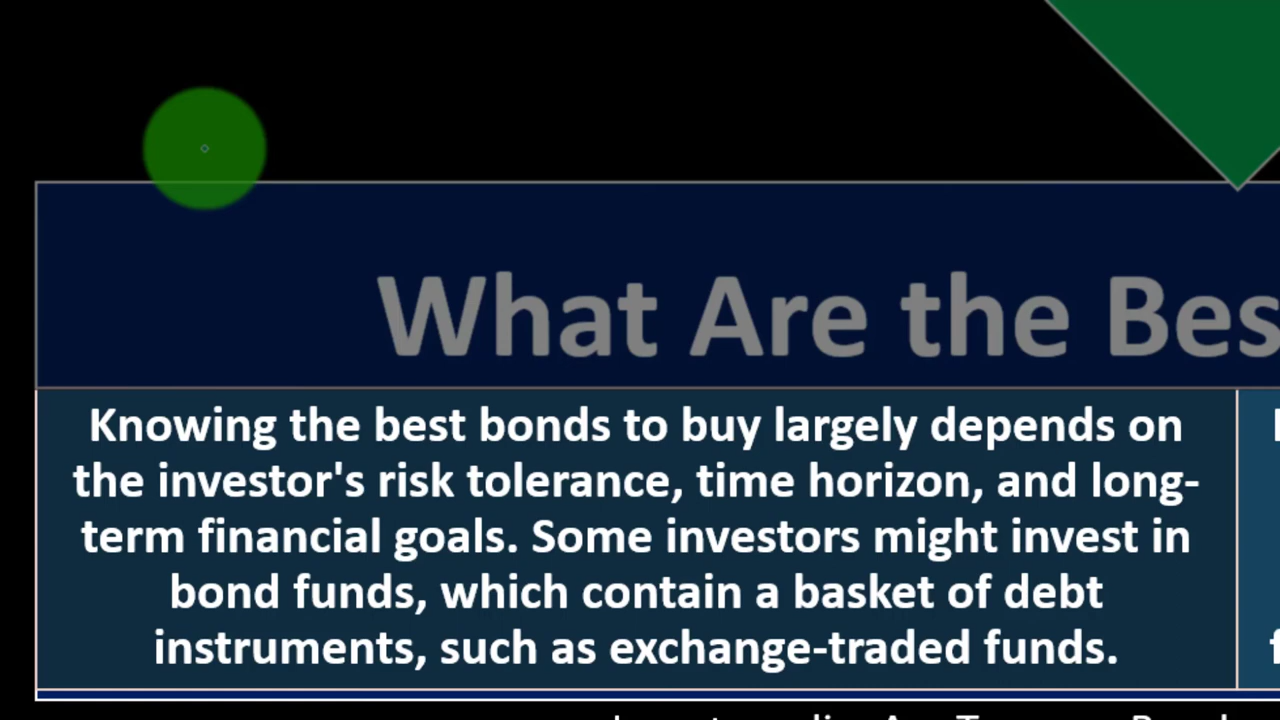 What Are the Bes
Knowing the best bonds to buy largely depends on
the investor's risk tolerance, time horizon, and long-
term financial goals. Some investors might invest in
bond funds, which contain a basket of debt
instruments, such as exchange-traded funds.